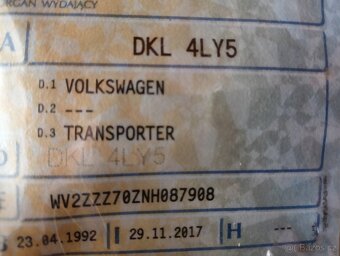 ORGAN WYDAJĄCY
A DKL 4LY5
D.1 VOLKSWAGEN
D.2 ---
D.3 TRANSPORTER
DKL 4LY5
E WV2ZZZ70ZNH087908
B 23.04.1992 I 29.11.2017 H ---